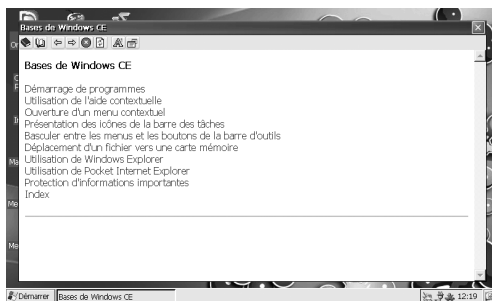 Bases de Windows CE
Bases de Windows CE
Démarrage de programmes
Utilisation de l'aide contextuelle
Ouverture d'un menu contextuel
Présentation des icônes de la barre des tâches
Basculer entre les menus et les boutons de la barre d'outils
Déplacement d'un fichier vers une carte mémoire
Utilisation de Windows Explorer
Utilisation de Pocket Internet Explorer
Protection d'informations importantes
Index
Démarrer
Bases de Windows CE
12:19